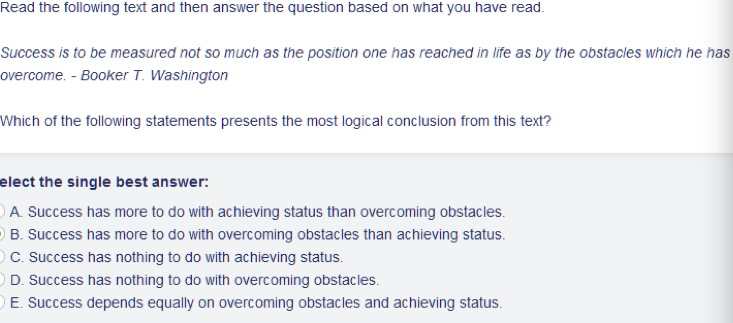 Read the following text and then answer the question based on what you have read.
Success is to be measured not so much as the position one has reached in life as by the obstacles which he has
overcome. - Booker T. Washington
Which of the following statements presents the most logical conclusion from this text?
elect the single best answer:
A. Success has more to do with achieving status than overcoming obstacles.
B. Success has more to do with overcoming obstacles than achieving status.
C. Success has nothing to do with achieving status.
D. Success has nothing to do with overcoming obstacles.
E. Success depends equally on overcoming obstacles and achieving status.